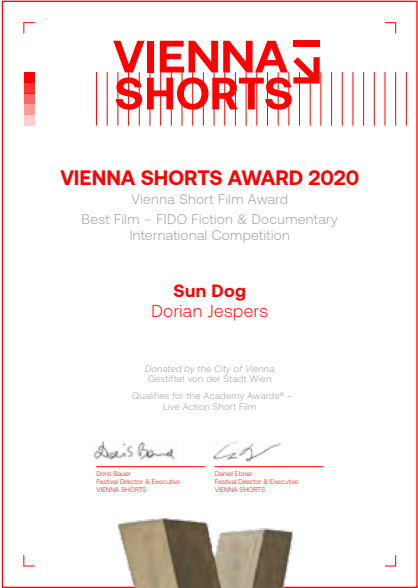 VIENNA
SHORTS
VIENNA SHORTS AWARD 2020
Vienna Short Film Award
Best Film – FIDO Fiction & Documentary
International Competition
Sun Dog
Dorian Jespers
Donated by the City of Vienna
Gestiftet von der Stadt Wien
Qualifies for the Academy Awards® –
Live Action Short Film
Doris Bauer
Festival Director & Executive
VIENNA SHORTS
Daniel Ebner
Festival Director & Executive
VIENNA SHORTS